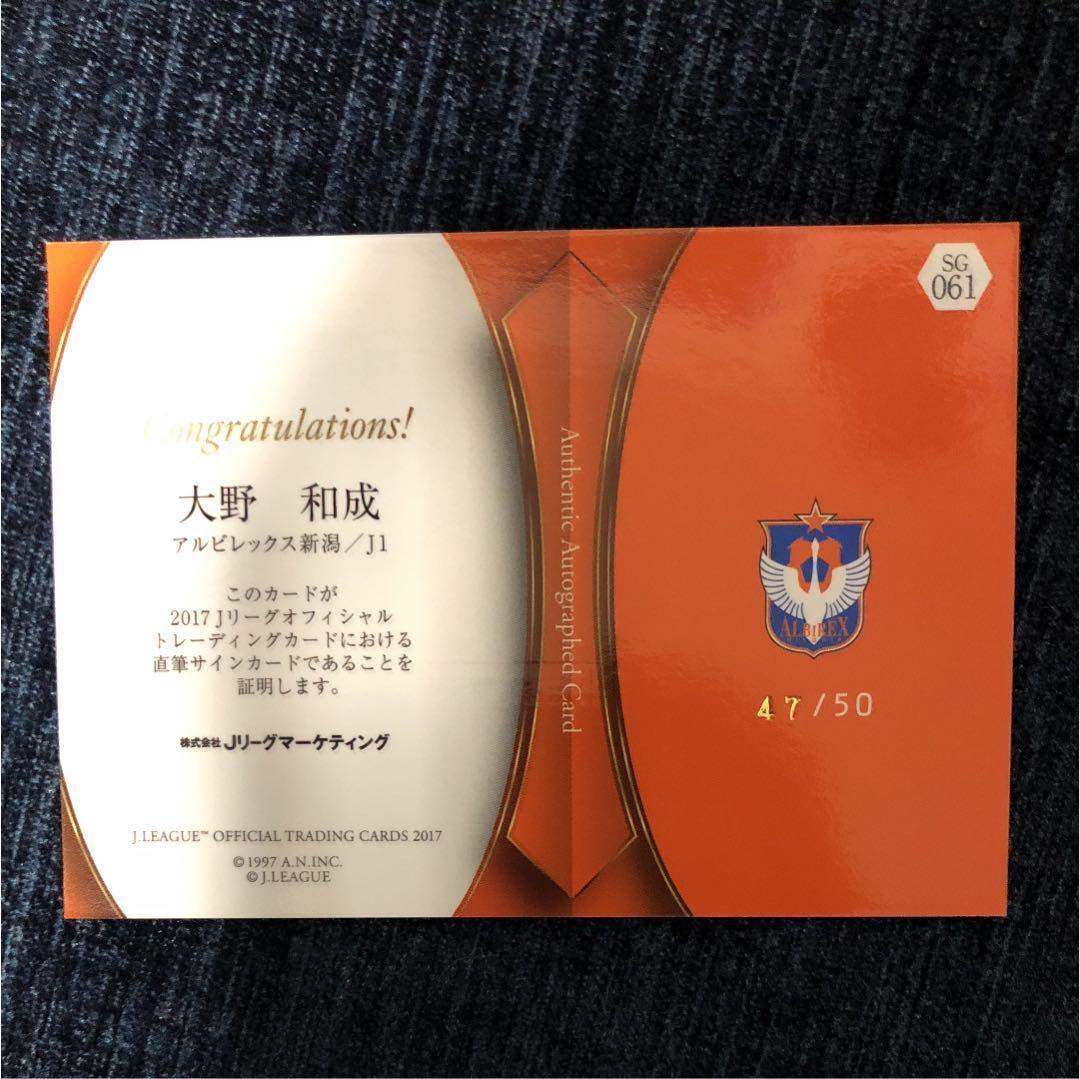 Congratulations!
大野　和成
アルビレックス新潟／J1
このカードが
2017 Jリーグオフィシャル
トレーディングカードにおける
直筆サインカードであることを
証明します。
株式会社 Jリーグマーケティング
J.LEAGUE™ OFFICIAL TRADING CARDS 2017
©1997 A.N.INC.
© J.LEAGUE
Authentic Autographed Card
SG
061
ALBIREX
47/50